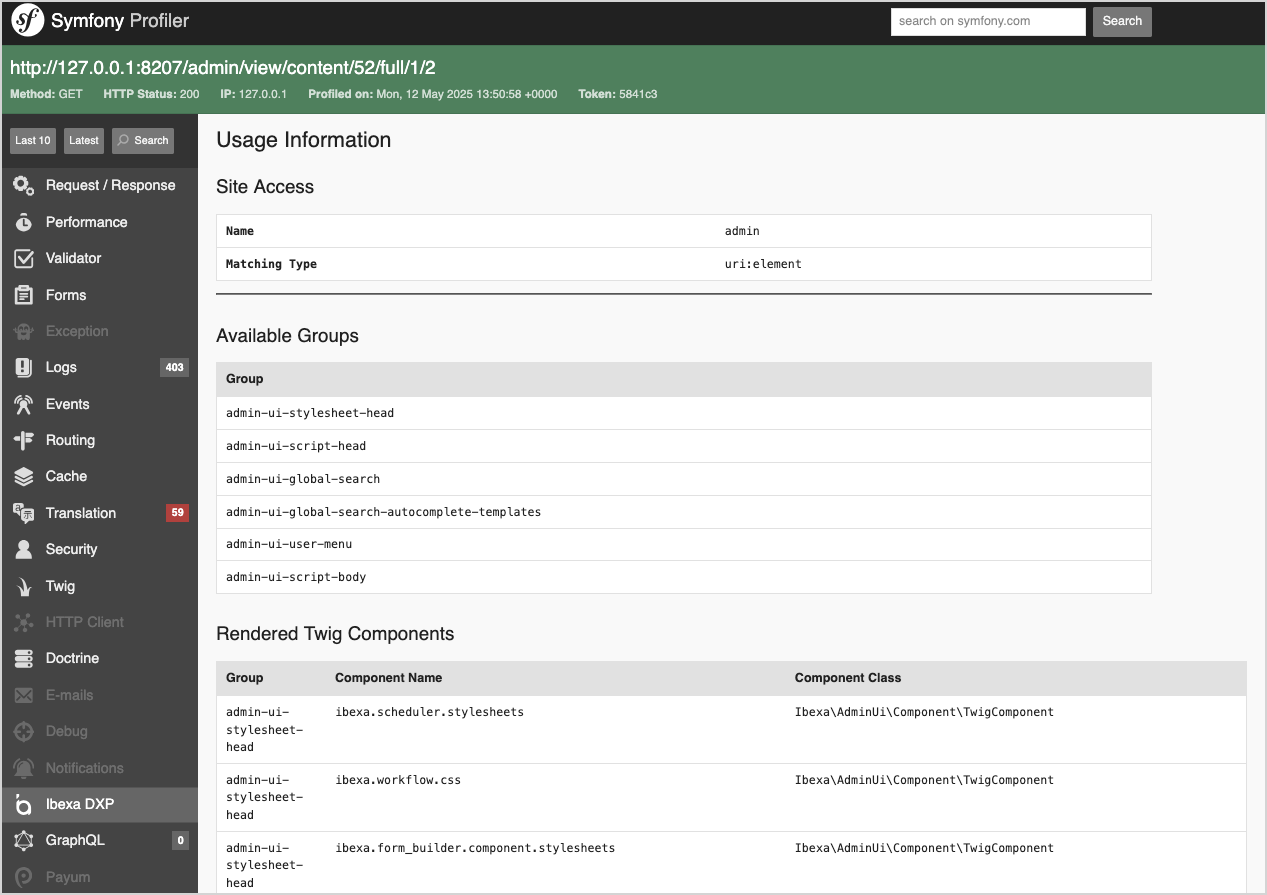 Symfony Profiler
search on symfony.com
Search
http://127.0.0.1:8207/admin/view/content/52/full/1/2
Method: GET HTTP Status: 200 IP: 127.0.0.1 Profiled on: Mon, 12 May 2025 13:50:58 +0000 Token: 5841c3
Last 10 Latest Search
Request / Response
Performance
Validator
Forms
Exception
Logs 403
Events
Routing
Cache
Translation 59
Security
Twig
HTTP Client
Doctrine
E-mails
Debug
Notifications
Ibexa DXP
GraphQL 0
Payum
Usage Information
Site Access
Name admin
Matching Type uri:element
Available Groups
Group
admin-ui-stylesheet-head
admin-ui-script-head
admin-ui-global-search
admin-ui-global-search-autocomplete-templates
admin-ui-user-menu
admin-ui-script-body
Rendered Twig Components
Group Component Name Component Class
admin-ui- ibexa.scheduler.stylesheets Ibexa\AdminUi\Component\TwigComponent
stylesheet-
head
admin-ui- ibexa.workflow.css Ibexa\AdminUi\Component\TwigComponent
stylesheet-
head
admin-ui- ibexa.form_builder.component.stylesheets Ibexa\AdminUi\Component\TwigComponent
stylesheet-
head